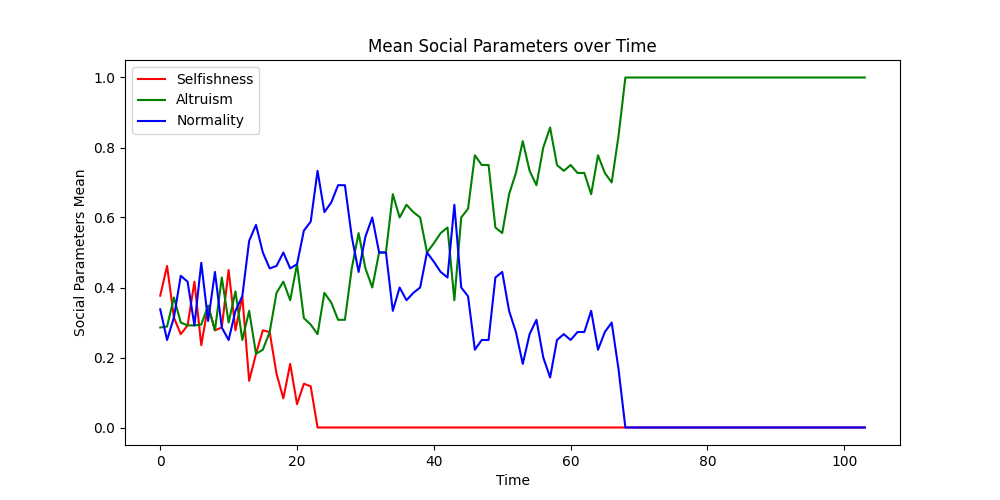 Mean Social Parameters over Time
Selfishness
Altruism
Normality
Social Parameters Mean
1.0
0.8
0.6
0.4
0.2
0.0
0 20 40 60 80 100
Time